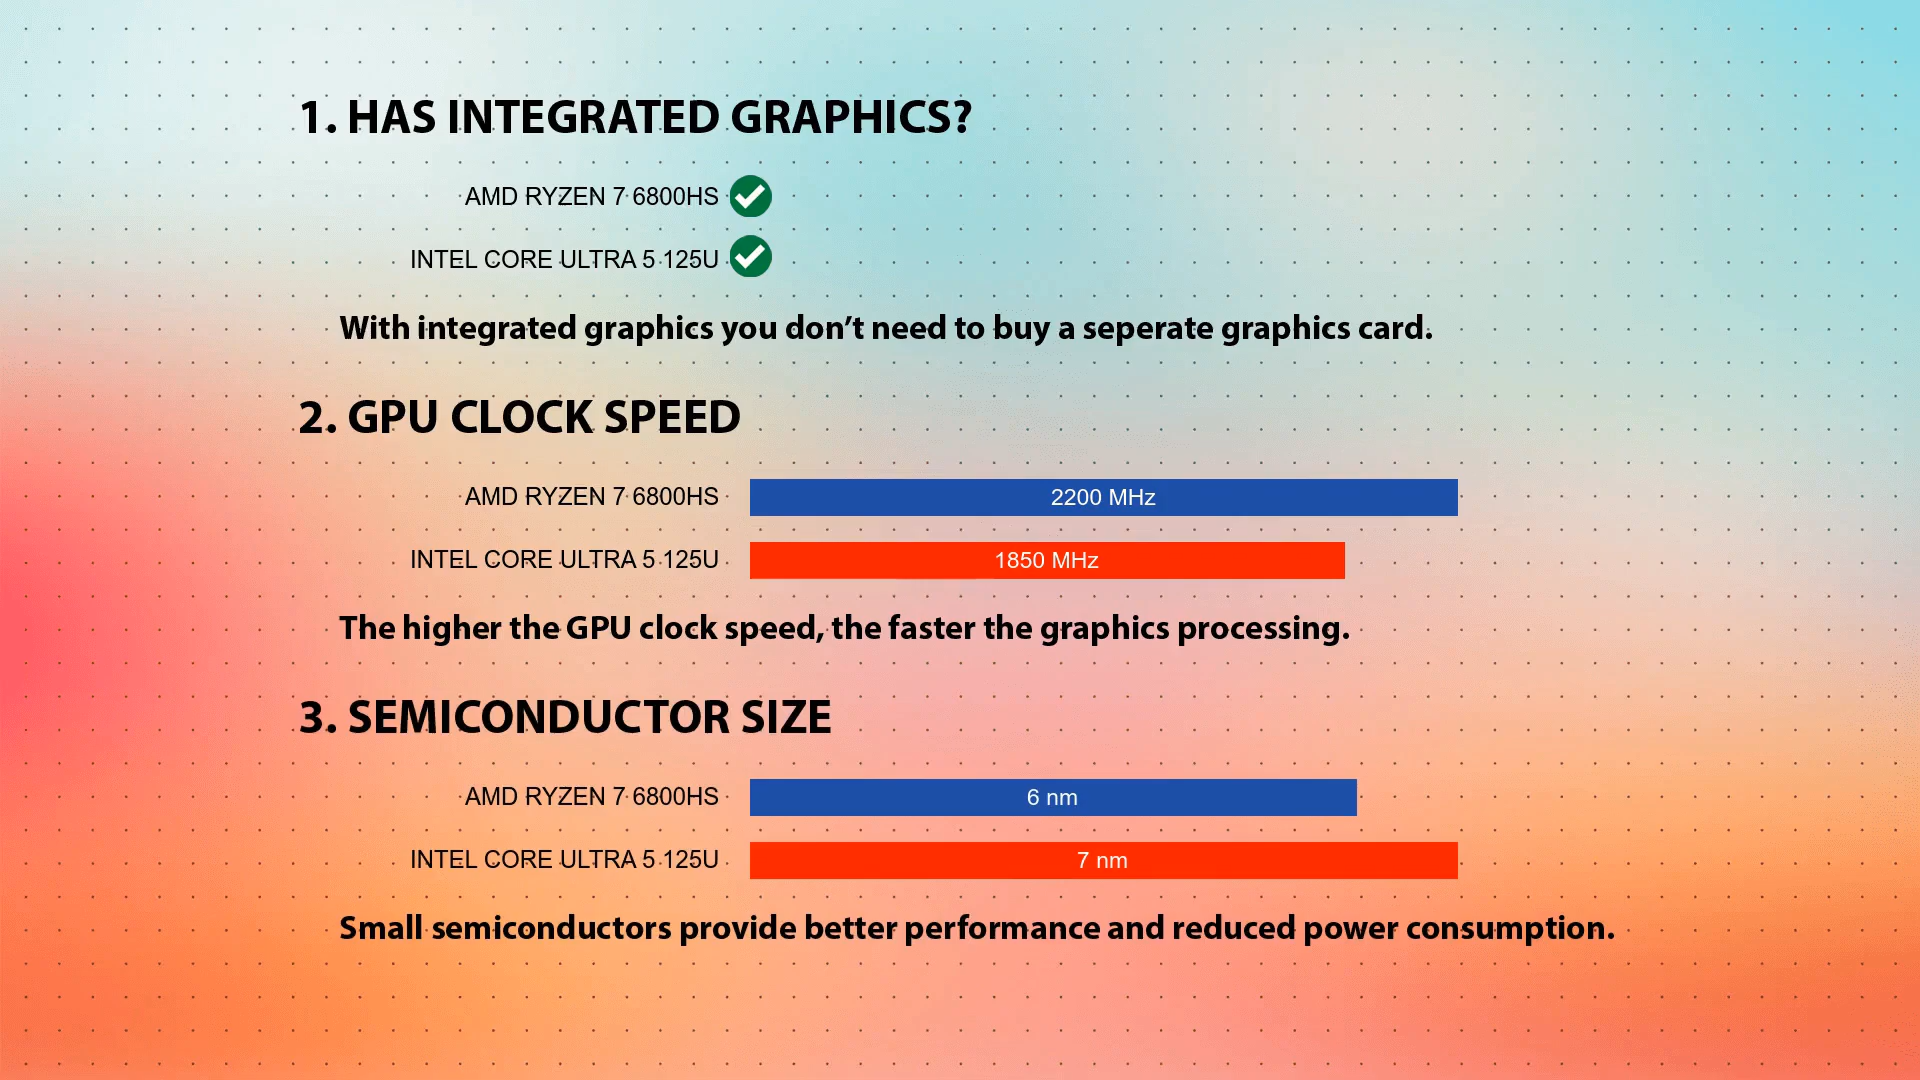 1. HAS INTEGRATED GRAPHICS?
AMD RYZEN 7 6800HS
INTEL CORE ULTRA 5 125U
With integrated graphics you don’t need to buy a seperate graphics card.
2. GPU CLOCK SPEED
AMD RYZEN 7 6800HS 2200 MHz
INTEL CORE ULTRA 5 125U 1850 MHz
The higher the GPU clock speed, the faster the graphics processing.
3. SEMICONDUCTOR SIZE
AMD RYZEN 7 6800HS 6 nm
INTEL CORE ULTRA 5 125U 7 nm
Small semiconductors provide better performance and reduced power consumption.